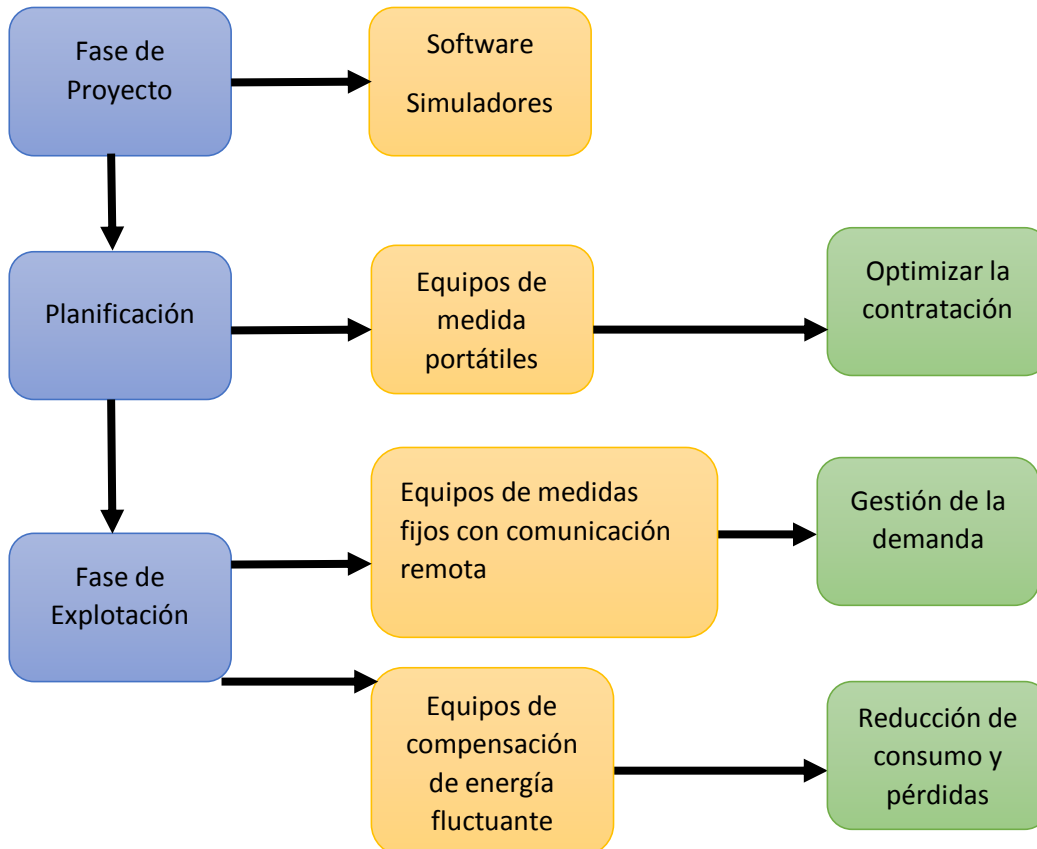 Fase de
Proyecto
Software
Simuladores
Planificación
Equipos de
medida
portátiles
Optimizar la
contratación
Fase de
Explotación
Equipos de medidas
fijos con comunicación
remota
Gestión de la
demanda
Equipos de
compensación
de energía
fluctuante
Reducción de
consumo y
pérdidas